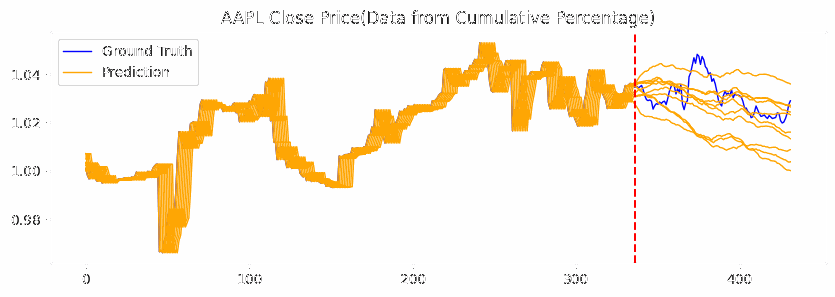 AAPL Close Price(Data from Cumulative Percentage)
Ground Truth
Prediction
1.04
1.02
1.00
0.98
0 100 200 300 400